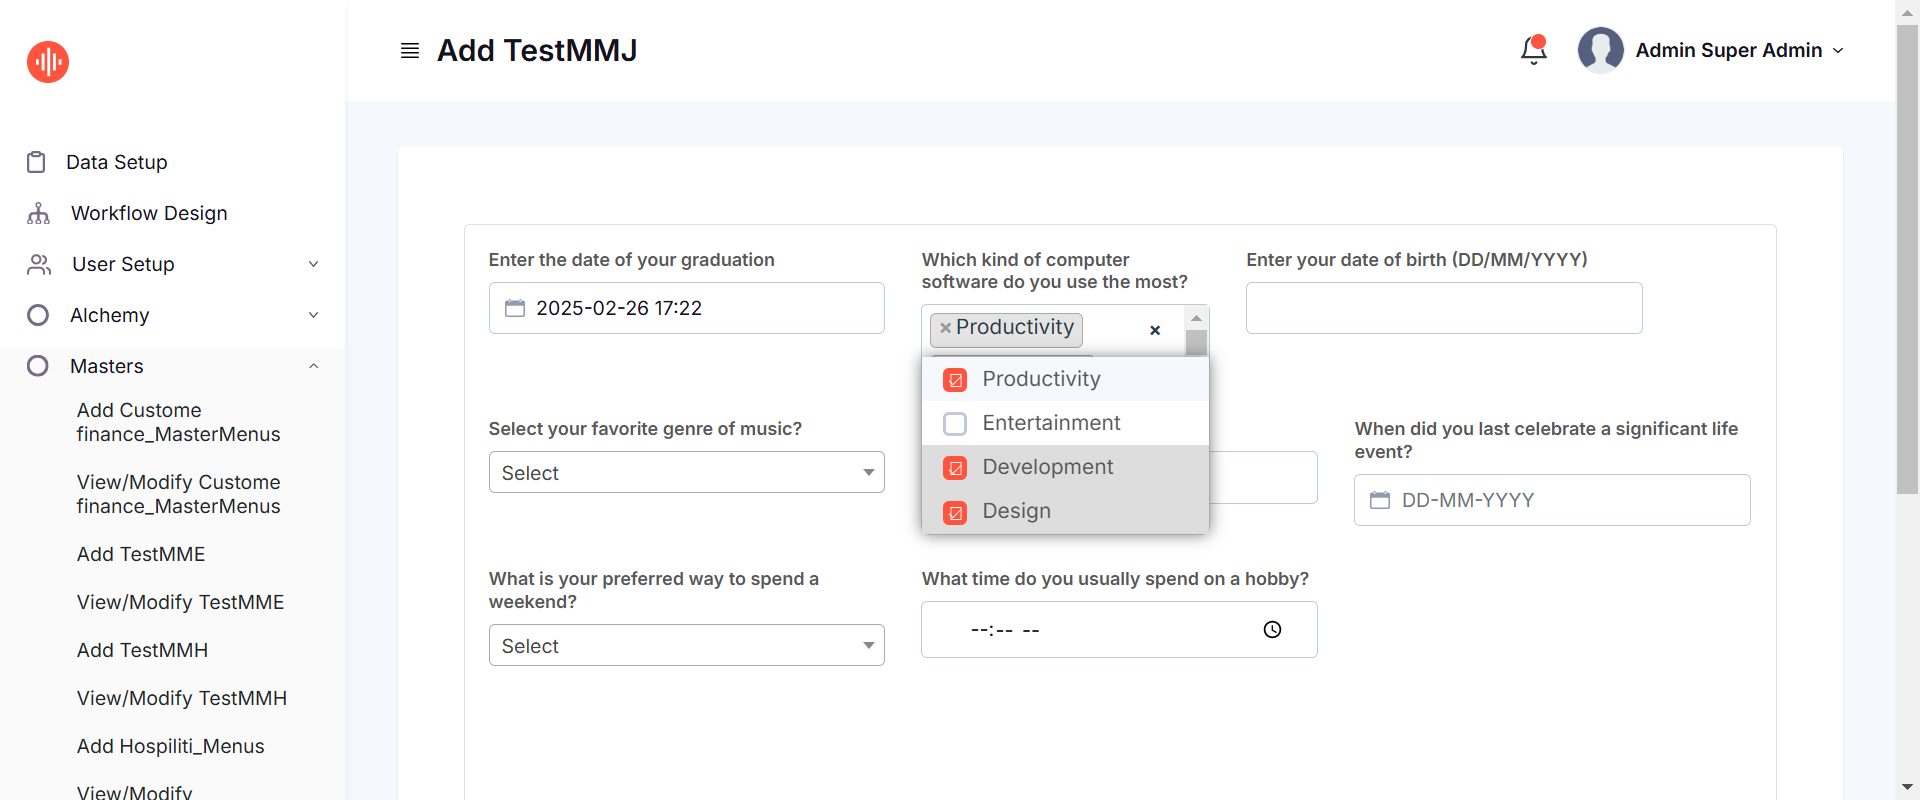 Add TestMMJ
Admin Super Admin
Data Setup
Workflow Design
User Setup
Alchemy
Masters
Add Custome
finance_MasterMenus
View/Modify Custome
finance_MasterMenus
Add TestMME
View/Modify TestMME
Add TestMMH
View/Modify TestMMH
Add Hospiliti_Menus
View/Modify
Enter the date of your graduation
2025-02-26 17:22
Which kind of computer
software do you use the most?
× Productivity ×
Productivity
Entertainment
Development
Design
Enter your date of birth (DD/MM/YYYY)
Select your favorite genre of music?
Select
When did you last celebrate a significant life
event?
DD-MM-YYYY
What is your preferred way to spend a
weekend?
Select
What time do you usually spend on a hobby?
--:-- --